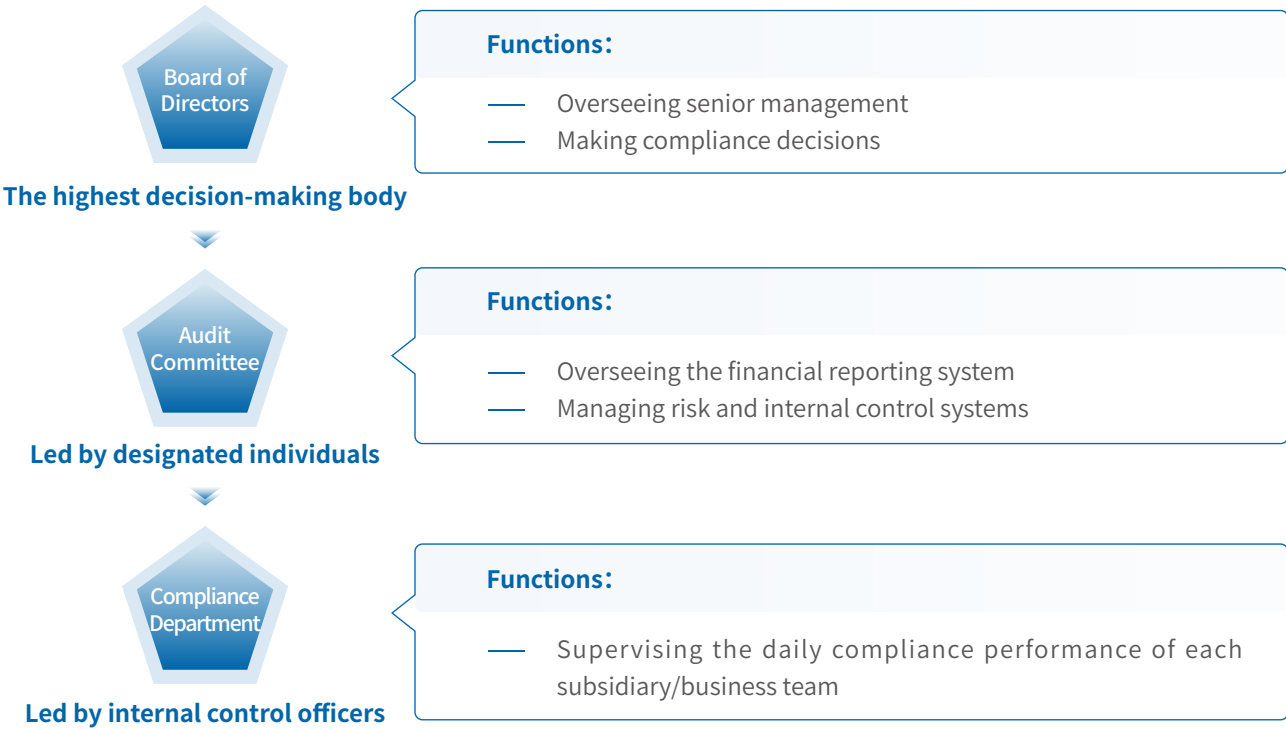 Board of
Directors
The highest decision-making body
Functions:
— Overseeing senior management
— Making compliance decisions
Audit
Committee
Led by designated individuals
Functions:
— Overseeing the financial reporting system
— Managing risk and internal control systems
Compliance
Department
Led by internal control officers
Functions:
— Supervising the daily compliance performance of each
subsidiary/business team